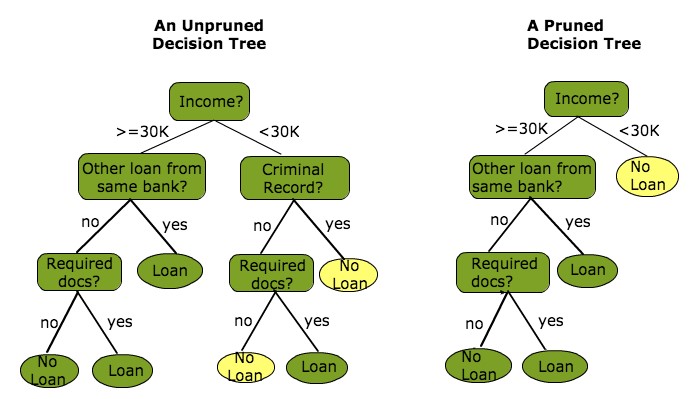 An Unpruned
Decision Tree
Income?
>=30K
<30K
Other loan from
same bank?
Criminal
Record?
no
yes
no
yes
Required
docs?
Loan
Required
docs?
No
Loan
no
yes
no
yes
No
Loan
Loan
No
Loan
Loan
A Pruned
Decision Tree
Income?
>=30K
<30K
Other loan from
same bank?
No
Loan
no
yes
Required
docs?
Loan
no
yes
No
Loan
Loan